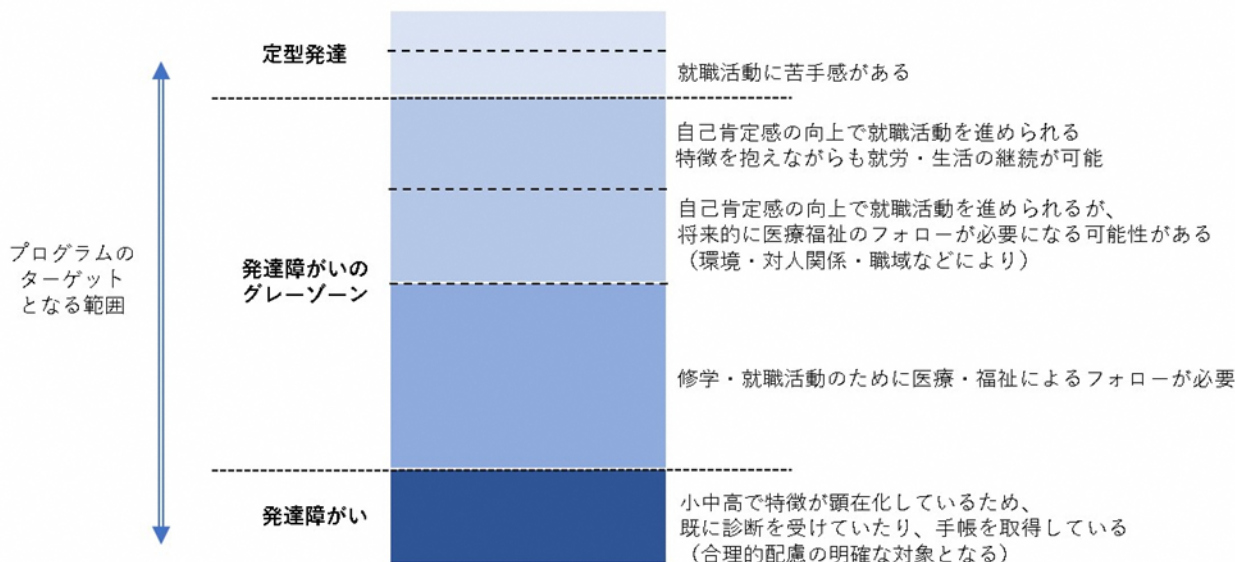 定型発達
就職活動に苦手感がある
自己肯定感の向上で就職活動を進められる
特徴を抱えながらも就労・生活の継続が可能
自己肯定感の向上で就職活動を進められるが、
将来的に医療福祉のフォローが必要になる可能性がある
（環境・対人関係・職域などにより）
プログラムの
ターゲット
となる範囲
発達障がいの
グレーゾーン
修学・就職活動のために医療・福祉によるフォローが必要
発達障がい
小中高で特徴が顕在化しているため、
既に診断を受けていたり、手帳を取得している
（合理的配慮の明確な対象となる）